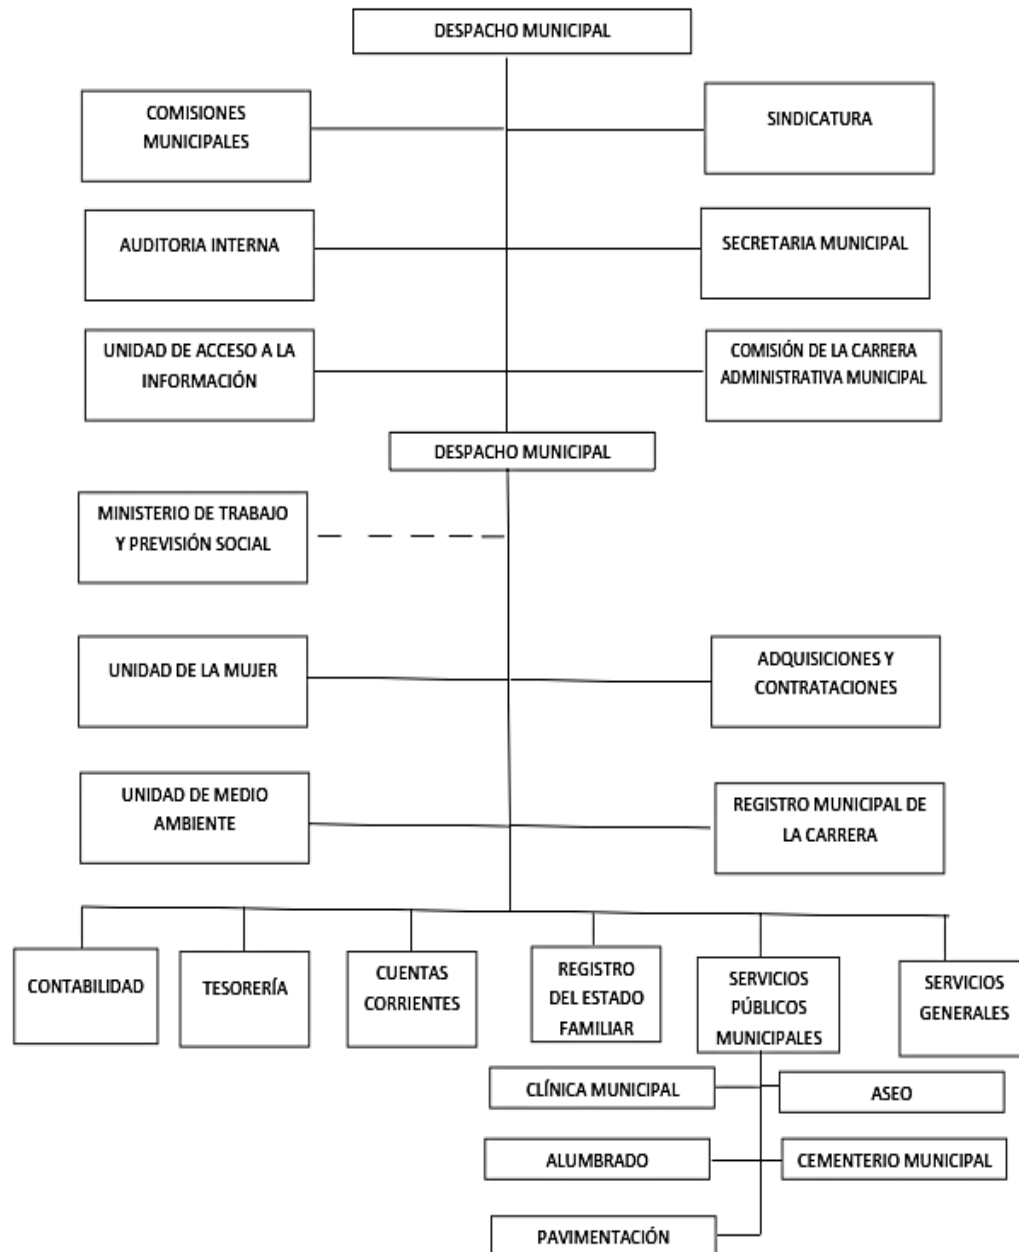 DESPACHO MUNICIPAL
COMISIONES
MUNICIPALES
SINDICATURA
AUDITORIA INTERNA
SECRETARIA MUNICIPAL
UNIDAD DE ACCESO A LA
INFORMACIÓN
COMISIÓN DE LA CARRERA
ADMINISTRATIVA MUNICIPAL
DESPACHO MUNICIPAL
MINISTERIO DE TRABAJO
Y PREVISIÓN SOCIAL
UNIDAD DE LA MUJER
ADQUISICIONES Y
CONTRATACIONES
UNIDAD DE MEDIO
AMBIENTE
REGISTRO MUNICIPAL DE
LA CARRERA
CONTABILIDAD
TESORERÍA
CUENTAS
CORRIENTES
REGISTRO
DEL ESTADO
FAMILIAR
SERVICIOS
PÚBLICOS
MUNICIPALES
SERVICIOS
GENERALES
CLÍNICA MUNICIPAL
ASEO
ALUMBRADO
CEMENTERIO MUNICIPAL
PAVIMENTACIÓN